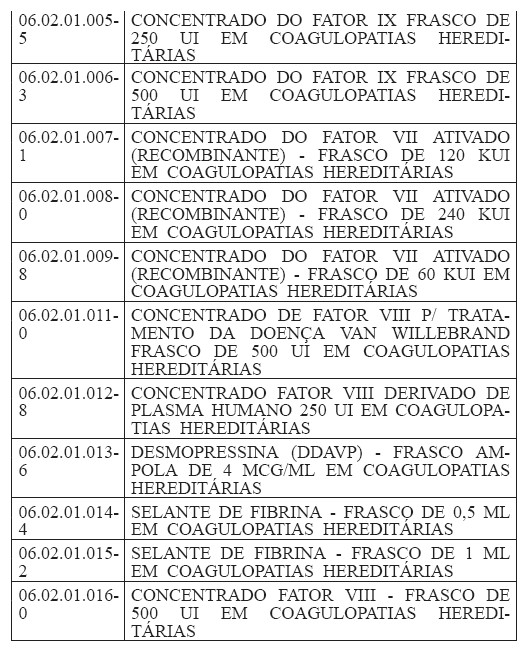 06.02.01.005-
5
CONCENTRADO DO FATOR IX FRASCO DE
250 UI EM COAGULOPATIAS HEREDI-
TÁRIAS
06.02.01.006-
3
CONCENTRADO DO FATOR IX FRASCO DE
500 UI EM COAGULOPATIAS HEREDI-
TÁRIAS
06.02.01.007-
1
CONCENTRADO DO FATOR VII ATIVADO
(RECOMBINANTE) - FRASCO DE 120 KUI
EM COAGULOPATIAS HEREDITÁRIAS
06.02.01.008-
0
CONCENTRADO DO FATOR VII ATIVADO
(RECOMBINANTE) - FRASCO DE 240 KUI
EM COAGULOPATIAS HEREDITÁRIAS
06.02.01.009-
8
CONCENTRADO DO FATOR VII ATIVADO
(RECOMBINANTE) - FRASCO DE 60 KUI EM
COAGULOPATIAS HEREDITÁRIAS
06.02.01.011-
0
CONCENTRADO DE FATOR VIII P/ TRATA-
MENTO DA DOENÇA VAN WILLEBRAND
FRASCO DE 500 UI EM COAGULOPATIAS
HEREDITÁRIAS
06.02.01.012-
8
CONCENTRADO FATOR VIII DERIVADO DE
PLASMA HUMANO 250 UI EM COAGULOPA-
TIAS HEREDITÁRIAS
06.02.01.013-
6
DESMOPRESSINA (DDAVP) - FRASCO AM-
POLA DE 4 MCG/ML EM COAGULOPATIAS
HEREDITÁRIAS
06.02.01.014-
4
SELANTE DE FIBRINA - FRASCO DE 0,5 ML
EM COAGULOPATIAS HEREDITÁRIAS
06.02.01.015-
2
SELANTE DE FIBRINA - FRASCO DE 1 ML
EM COAGULOPATIAS HEREDITÁRIAS
06.02.01.016-
0
CONCENTRADO FATOR VIII - FRASCO DE
500 UI EM COAGULOPATIAS HEREDI-
TÁRIAS